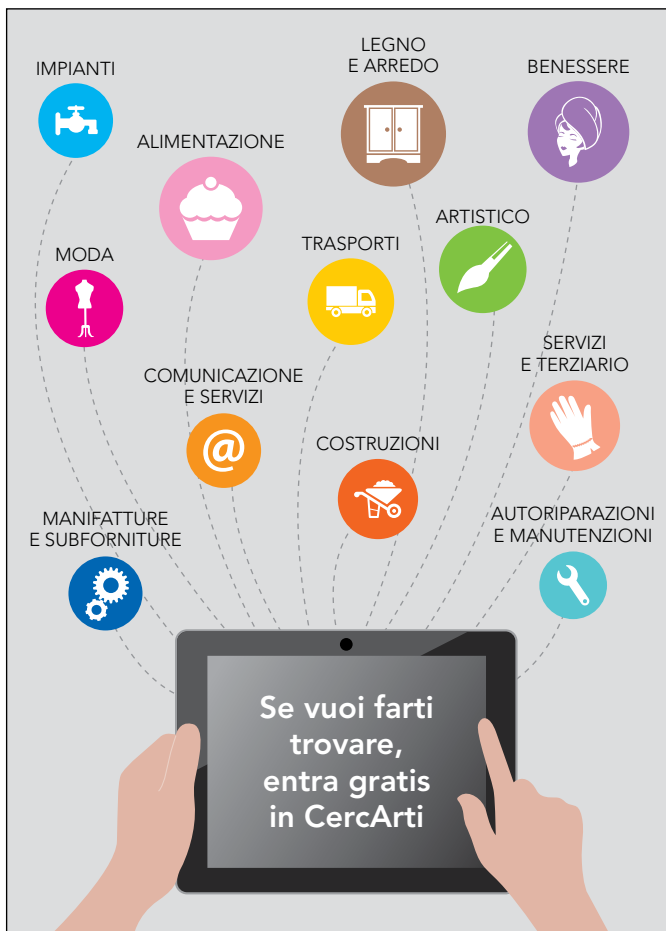 LEGNO
E ARREDO
IMPIANTI
BENESSERE
ALIMENTAZIONE
ARTISTICO
TRASPORTI
MODA
SERVIZI
E TERZIARIO
COMUNICAZIONE
E SERVIZI
@
COSTRUZIONI
MANIFATTURE
E SUBFORNITURE
AUTORIPARAZIONI
E MANUTENZIONI
Se vuoi farti
trovare,
entra gratis
in CercArti